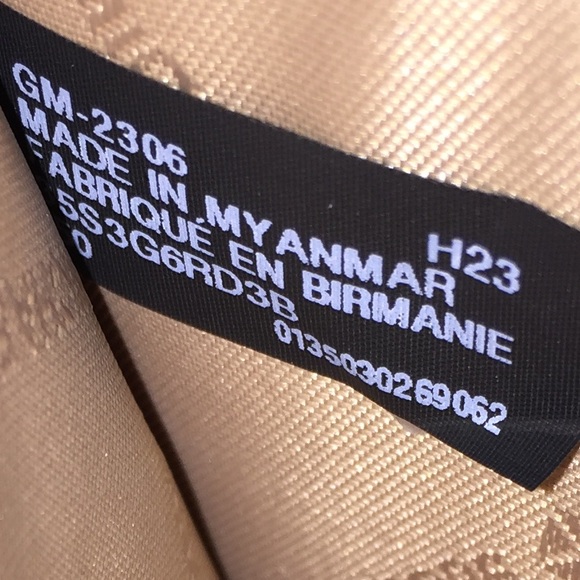 GM-2306
MADE IN MYANMAR H23
FABRIQUÉ EN BIRMANIE
5S3G6RD3B
0135030269062